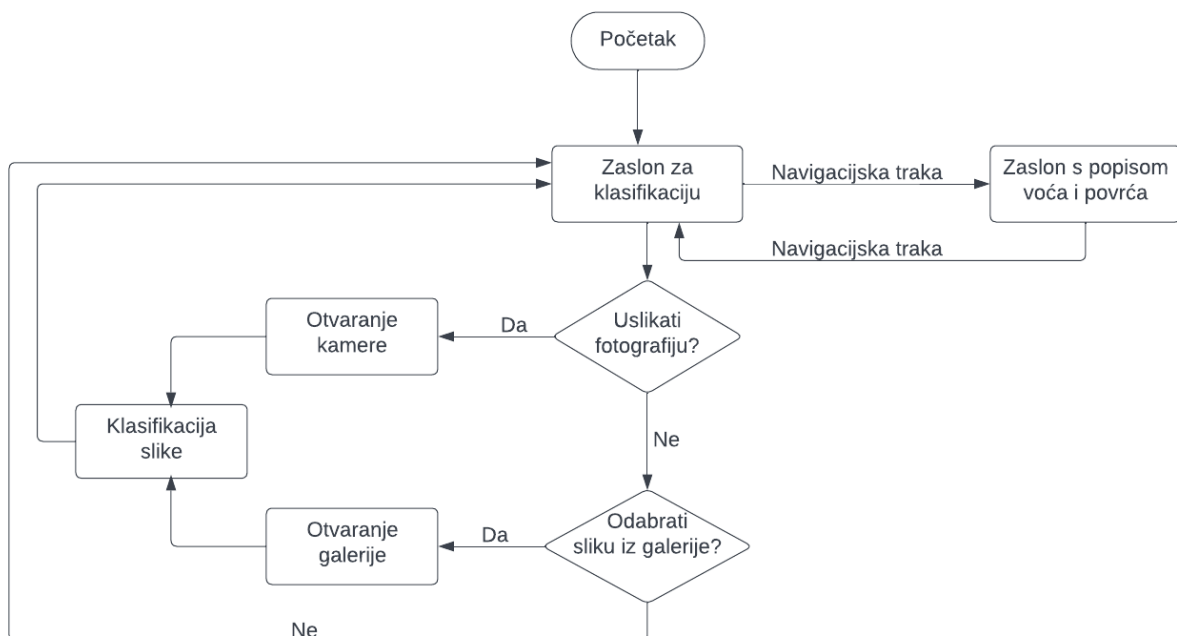 Početak
Zaslon za
klasifikaciju
Navigacijska traka
Zaslon s popisom
voća i povrća
Navigacijska traka
Uslikati
fotografiju?
Da
Otvaranje
kamere
Klasifikacija
slike
Ne
Odabrati
sliku iz galerije?
Da
Otvaranje
galerije
Ne